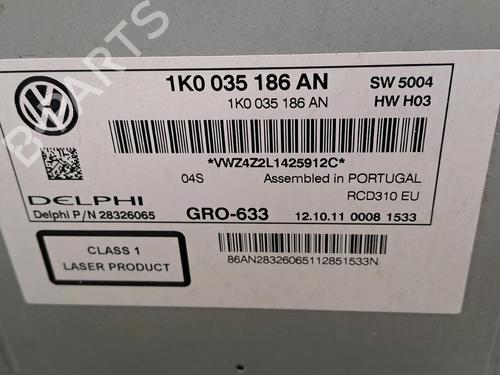 1K0 035 186 AN SW 5004
1K0 035 186 AN HW H03
*VWZ4Z2L1425912C*
04S Assembled in PORTUGAL
DELPHI RCD310 EU
Delphi P/N 28326065 GRO-633 12.10.11 0008 1533
CLASS 1
LASER PRODUCT
86AN28326065112851533N